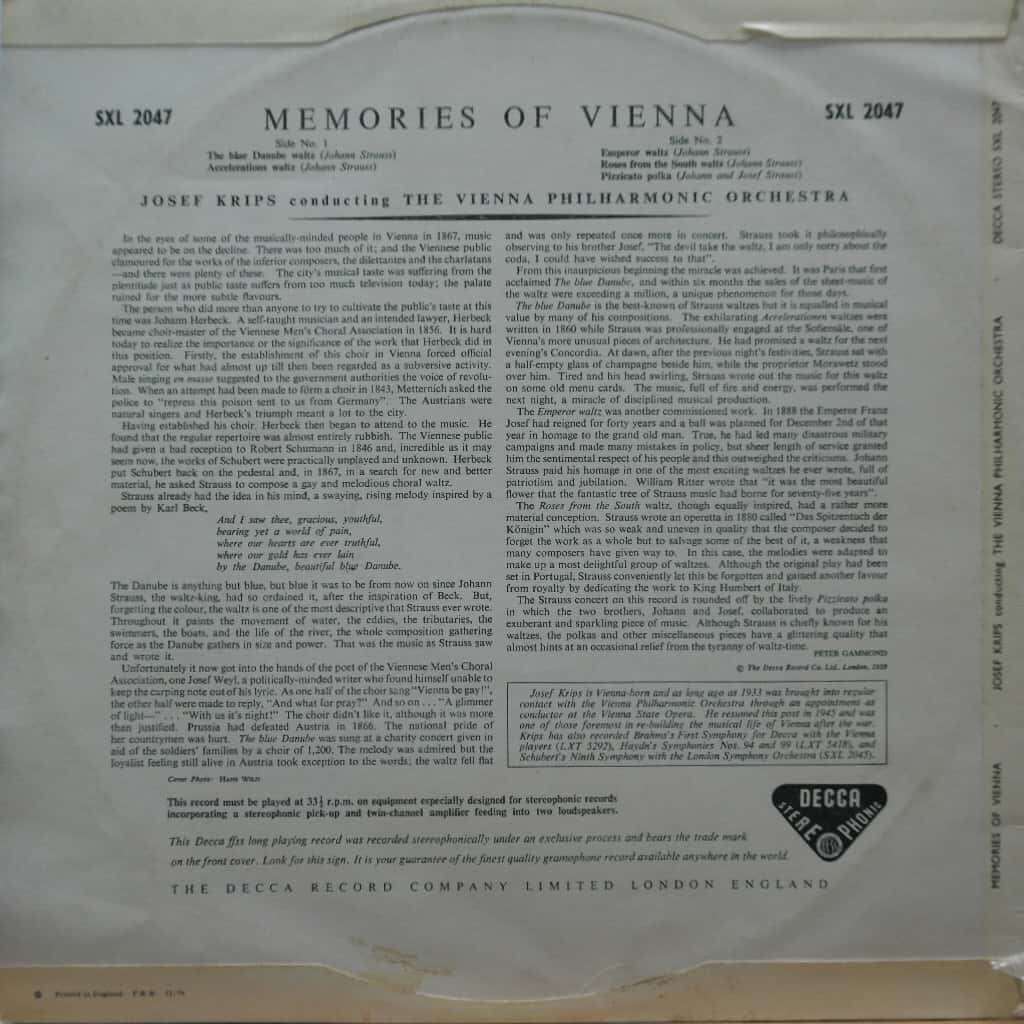 SXL 2047
MEMORIES OF VIENNA
SXL 2047
Side No. 1
The blue Danube waltz (Johann Strauss)
Accelerations waltz (Johann Strauss)
Side No. 2
Emperor waltz (Johann Strauss)
Roses from the South waltz (Johann Strauss)
Pizzicato polka (Johann and Josef Strauss)
JOSEF KRIPS conducting THE VIENNA PHILHARMONIC ORCHESTRA
In the eyes of some of the musically-minded people in Vienna in 1867, music
appeared to be on the decline. There was too much of it; and the Viennese public
clamoured for the works of the inferior composers, the dilettantes and the charlatans
—and there were plenty of these. The city's musical taste was suffering from the
plentitude just as public taste suffers from too much television today; the palate
ruined for the more subtle flavours.
The person who did more than anyone to try to cultivate the public's taste at this
time was Johann Herbeck. A self-taught musician and an intended lawyer, Herbeck
became choir-master of the Viennese Men's Choral Association in 1856. It is hard
today to realize the importance or the significance of the work that Herbeck did in
this position. Firstly, the establishment of this choir in Vienna forced official
approval for what had almost up till then been regarded as a subversive activity.
Male singing en masse suggested to the government authorities the voice of revolu-
tion. When an attempt had been made to form a choir in 1843, Metternich asked the
police to "repress this poison sent to us from Germany". The Austrians were
natural singers and Herbeck's triumph meant a lot to the city.
Having established his choir, Herbeck then began to attend to the music. He
found that the regular repertoire was almost entirely rubbish. The Viennese public
had given a bad reception to Robert Schumann in 1846 and, incredible as it may
seem now, the works of Schubert were practically unplayed and unknown. Herbeck
put Schubert back on the pedestal and, in 1867, in a search for new and better
material, he asked Strauss to compose a gay and melodious choral waltz.
Strauss already had the idea in his mind, a swaying, rising melody inspired by a
poem by Karl Beck,
And I saw thee, gracious, youthful,
bearing yet a world of pain,
where our hearts are ever truthful,
where our gold has ever lain
by the Danube, beautiful blue Danube.
The Danube is anything but blue, but blue it was to be from now on since Johann
Strauss, the waltz-king, had so ordained it, after the inspiration of Beck. But,
forgetting the colour, the waltz is one of the most descriptive that Strauss ever wrote.
Throughout it paints the movement of water, the eddies, the tributaries, the
swimmers, the boats, and the life of the river, the whole composition gathering
force as the Danube gathers in size and power. That was the music as Strauss saw
and wrote it.
Unfortunately it now got into the hands of the poet of the Viennese Men's Choral
Association, one Josef Weyl, a politically-minded writer who found himself unable to
keep the carping note out of his lyric. As one half of the choir sang "Vienna be gay!",
the other half were made to reply, "And what for pray?" And so on . . . "A glimmer
of light—" . . . "With us it's night!" The choir didn't like it, although it was more
than justified. Prussia had defeated Austria in 1866. The national pride of
her countrymen was hurt. The blue Danube was sung at a charity concert given in
aid of the soldiers' families by a choir of 1,200. The melody was admired but the
loyalist feeling still alive in Austria took exception to the words; the waltz fell flat
and was only repeated once more in concert. Strauss took it philosophically
observing to his brother Josef, "The devil take the waltz, I am only sorry about the
coda, I could have wished success to that".
From this inauspicious beginning the miracle was achieved. It was Paris that first
acclaimed The blue Danube, and within six months the sales of the sheet-music of
the waltz were exceeding a million, a unique phenomenon for those days.
The blue Danube is the best-known of Strauss waltzes but it is equalled in musical
value by many of his compositions. The exhilarating Accelerationen waltzes were
written in 1860 while Strauss was professionally engaged at the Sofiensäle, one of
Vienna's more unusual pieces of architecture. He had promised a waltz for the next
evening's Concordia. At dawn, after the previous night's festivities, Strauss sat with
a half-empty glass of champagne beside him, while the proprietor Morawetz stood
over him. Tired and his head swirling, Strauss wrote out the music for this waltz
on some old menu cards. The music, full of fire and energy, was performed the
next night, a miracle of disciplined musical production.
The Emperor waltz was another commissioned work. In 1888 the Emperor Franz
Josef had reigned for forty years and a ball was planned for December 2nd of that
year in homage to the grand old man. True, he had led many disastrous military
campaigns and made many mistakes in policy, but sheer length of service granted
him the sentimental respect of his people and this outweighed the criticisms. Johann
Strauss paid his homage in one of the most exciting waltzes he ever wrote, full of
patriotism and jubilation. William Ritter wrote that "it was the most beautiful
flower that the fantastic tree of Strauss music had borne for seventy-five years".
The Roses from the South waltz, though equally inspired, had a rather more
material conception. Strauss wrote an operetta in 1880 called "Das Spitzentuch der
Königin" which was so weak and uneven in quality that the composer decided to
forget the work as a whole but to salvage some of the best of it, a weakness that
many composers have given way to. In this case, the melodies were adapted to
make up a most delightful group of waltzes. Although the original play had been
set in Portugal, Strauss conveniently let this be forgotten and gained another favour
from royalty by dedicating the work to King Humbert of Italy.
The Strauss concert on this record is rounded off by the lively Pizzicato polka
in which the two brothers, Johann and Josef, collaborated to produce an
exuberant and sparkling piece of music. Although Strauss is chiefly known for his
waltzes, the polkas and other miscellaneous pieces have a glittering quality that
almost hints at an occasional relief from the tyranny of waltz-time.
PETER GAMMOND
© The Decca Record Co. Ltd., London, 1959
Josef Krips is Vienna-born and as long ago as 1933 was brought into regular
contact with the Vienna Philharmonic Orchestra through an appointment as
conductor at the Vienna State Opera. He resumed this post in 1945 and was
one of those foremost in re-building the musical life of Vienna after the war.
Krips has also recorded Brahms's First Symphony for Decca with the Vienna
players (LXT 5292), Haydn's Symphonies Nos. 94 and 99 (LXT 5418), and
Schubert's Ninth Symphony with the London Symphony Orchestra (SXL 2045).
Cover Photo: HANS WILD
This record must be played at 33⅓ r.p.m. on equipment especially designed for stereophonic records
incorporating a stereophonic pick-up and twin-channel amplifier feeding into two loudspeakers.
This Decca ffss long playing record was recorded stereophonically under an exclusive process and bears the trade mark
on the front cover. Look for this sign. It is your guarantee of the finest quality gramophone record available anywhere in the world.
DECCA
STEREOPHONIC
THE DECCA RECORD COMPANY LIMITED LONDON ENGLAND
Printed in England
MEMORIES OF VIENNA · JOSEF KRIPS conducting THE VIENNA PHILHARMONIC ORCHESTRA · DECCA STEREO SXL 2047